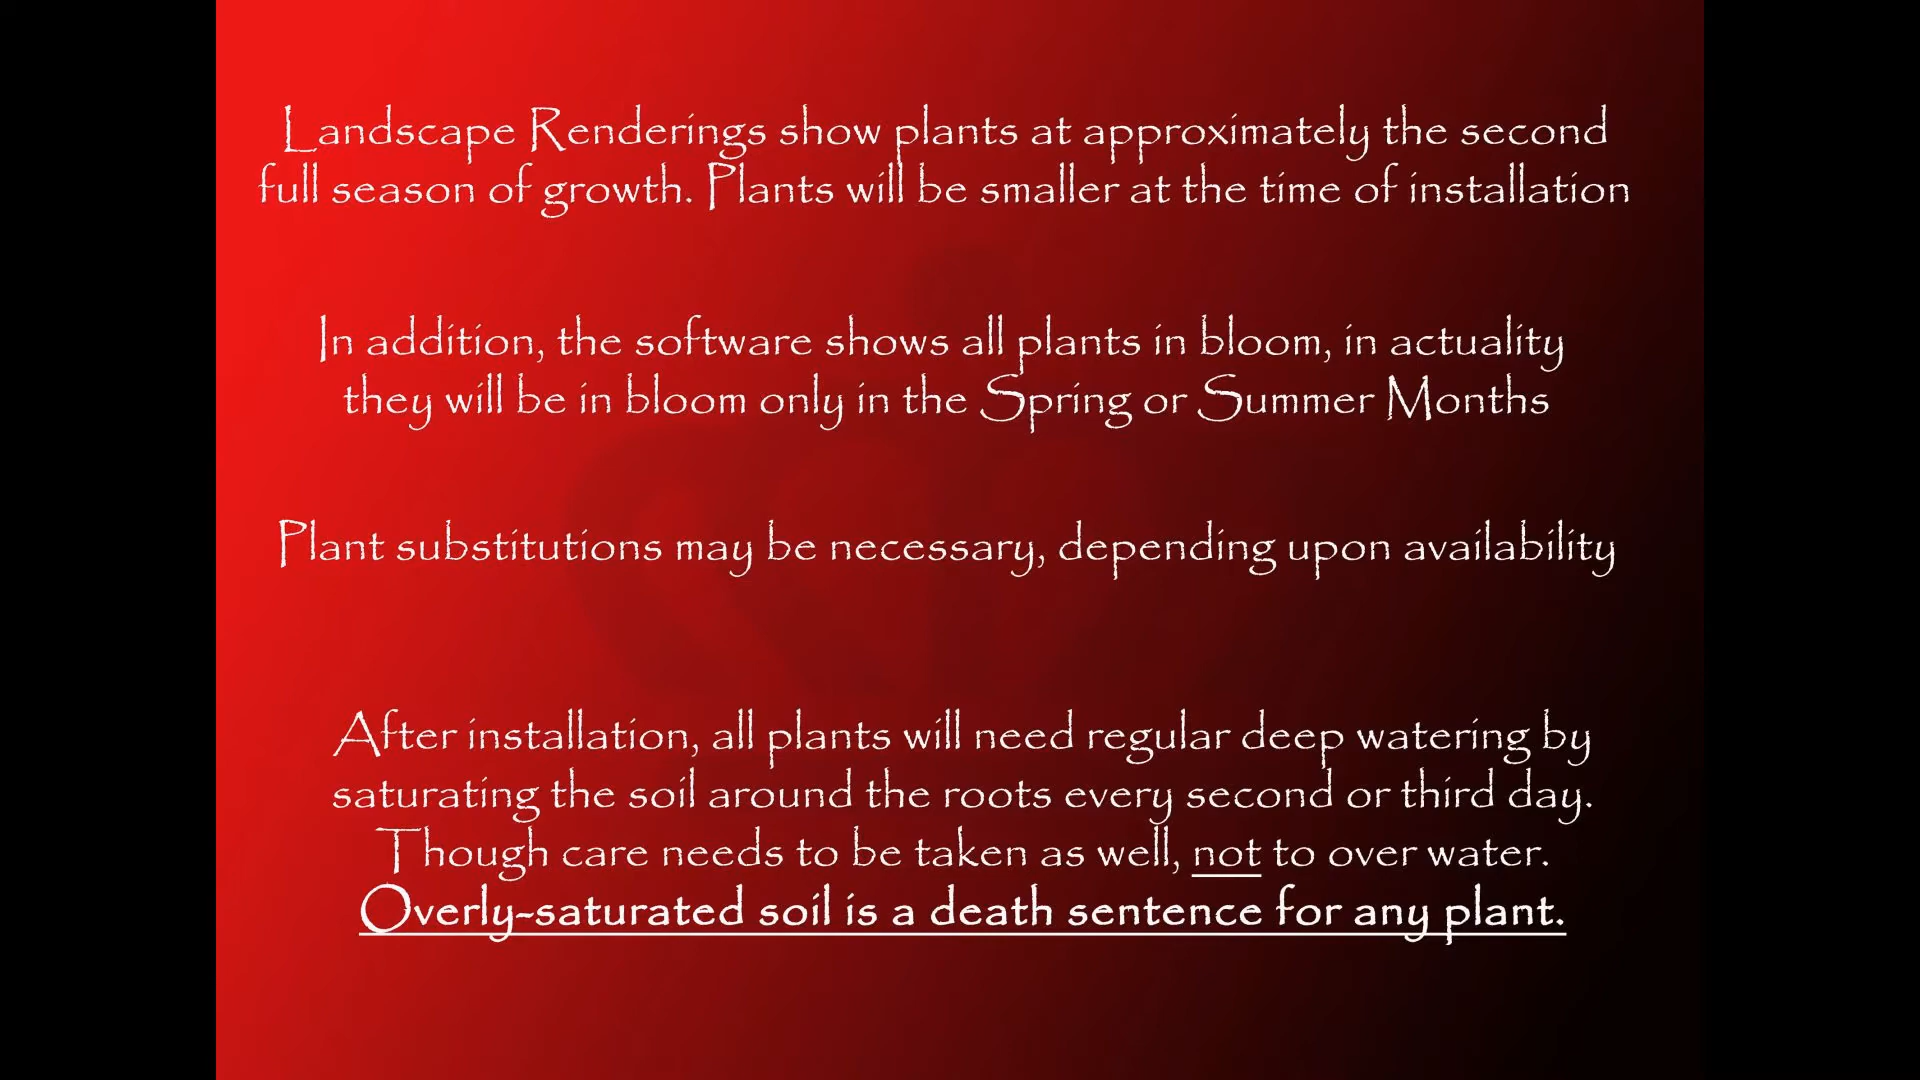 Landscape Renderings show plants at approximately the second
full season of growth. Plants will be smaller at the time of installation
In addition, the software shows all plants in bloom, in actuality
they will be in bloom only in the Spring or Summer Months
Plant substitutions may be necessary, depending upon availability
After installation, all plants will need regular deep watering by
saturating the soil around the roots every second or third day.
Though care needs to be taken as well, not to over water.
Overly-saturated soil is a death sentence for any plant.